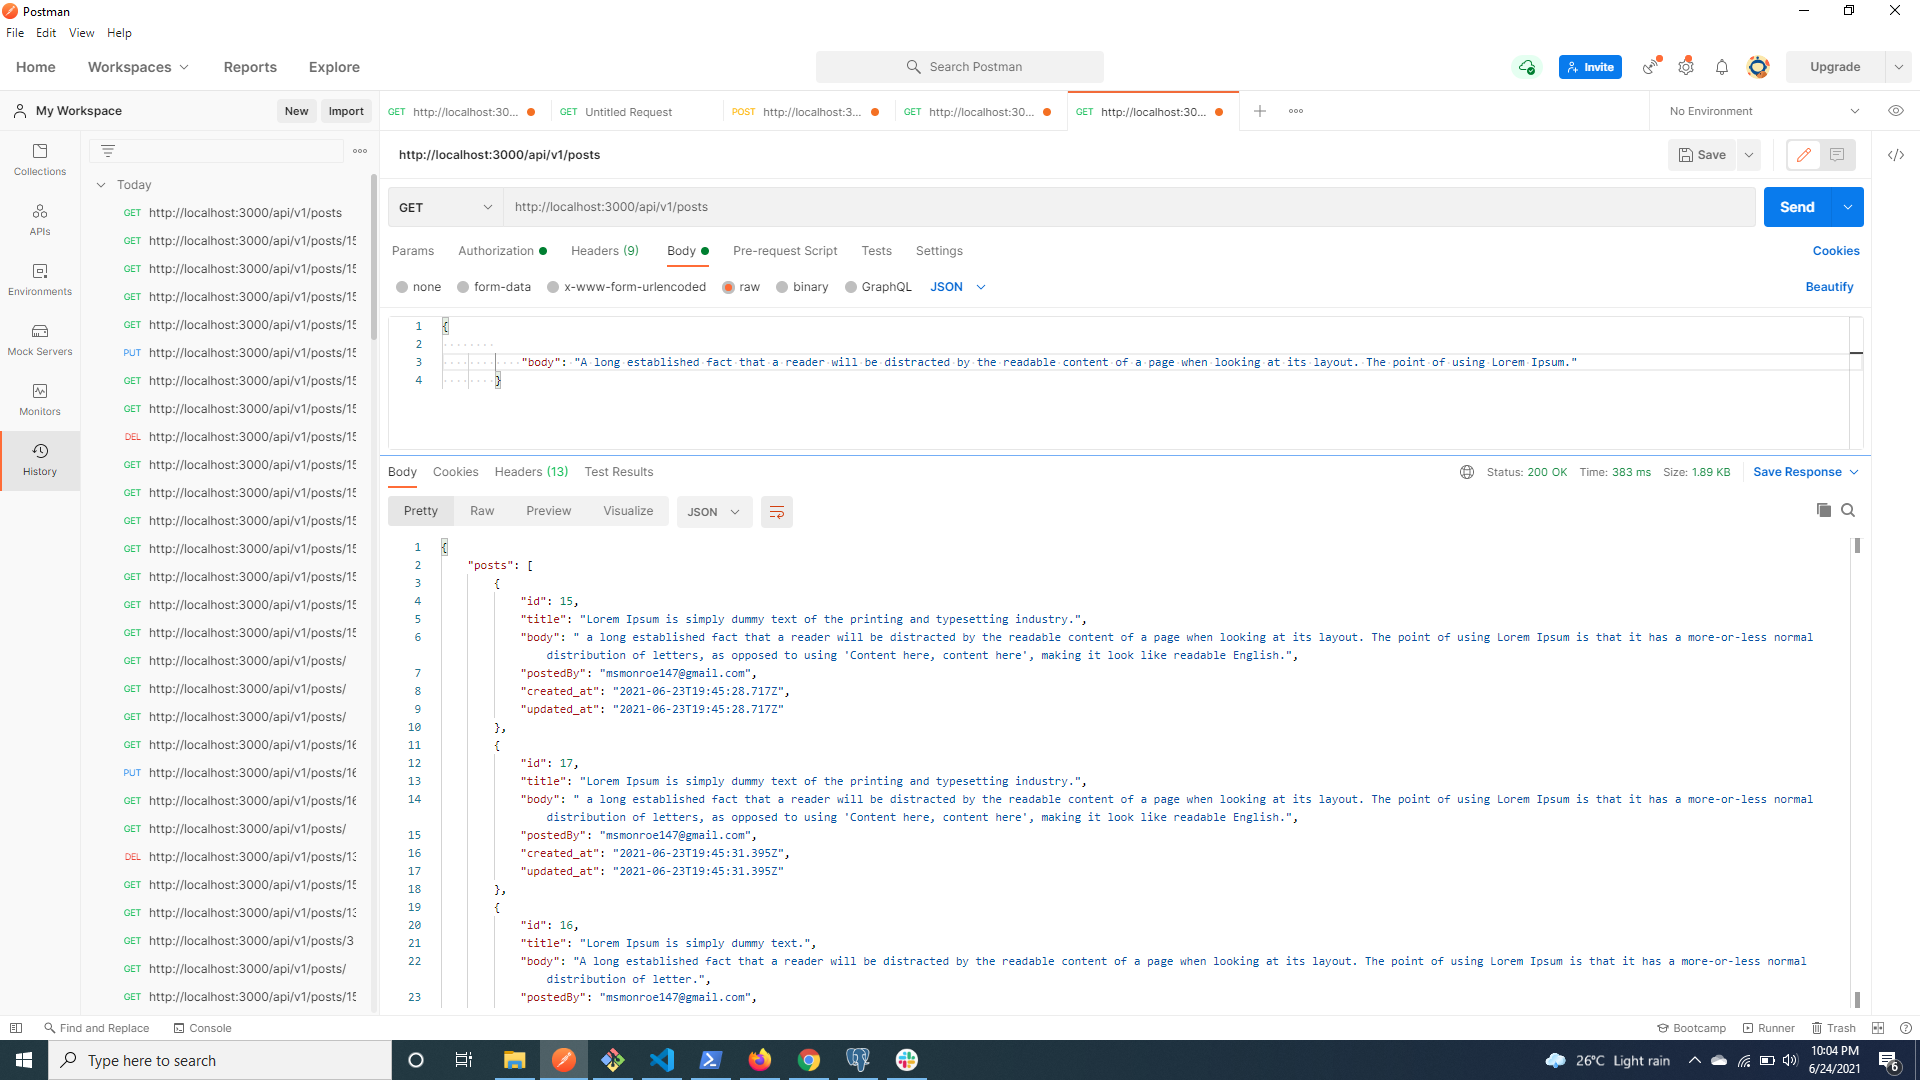 Postman
File Edit View Help
Home Workspaces Reports Explore
Search Postman
Invite
Upgrade
My Workspace New Import
GET http://localhost:30...
GET Untitled Request
POST http://localhost:3...
GET http://localhost:30...
GET http://localhost:30...
No Environment
Collections
APIs
Environments
Mock Servers
Monitors
History
Today
GET http://localhost:3000/api/v1/posts
GET http://localhost:3000/api/v1/posts/15
GET http://localhost:3000/api/v1/posts/15
GET http://localhost:3000/api/v1/posts/15
GET http://localhost:3000/api/v1/posts/15
PUT http://localhost:3000/api/v1/posts/15
GET http://localhost:3000/api/v1/posts/15
GET http://localhost:3000/api/v1/posts/15
DEL http://localhost:3000/api/v1/posts/15
GET http://localhost:3000/api/v1/posts/15
GET http://localhost:3000/api/v1/posts/15
GET http://localhost:3000/api/v1/posts/15
GET http://localhost:3000/api/v1/posts/15
GET http://localhost:3000/api/v1/posts/15
GET http://localhost:3000/api/v1/posts/15
GET http://localhost:3000/api/v1/posts/15
GET http://localhost:3000/api/v1/posts/
GET http://localhost:3000/api/v1/posts/
GET http://localhost:3000/api/v1/posts/
GET http://localhost:3000/api/v1/posts/16
PUT http://localhost:3000/api/v1/posts/16
GET http://localhost:3000/api/v1/posts/16
GET http://localhost:3000/api/v1/posts/
DEL http://localhost:3000/api/v1/posts/13
GET http://localhost:3000/api/v1/posts/15
GET http://localhost:3000/api/v1/posts/13
GET http://localhost:3000/api/v1/posts/3
GET http://localhost:3000/api/v1/posts/
GET http://localhost:3000/api/v1/posts/15
http://localhost:3000/api/v1/posts
Save
GET http://localhost:3000/api/v1/posts
Send
Params Authorization Headers (9) Body Pre-request Script Tests Settings
Cookies
none form-data x-www-form-urlencoded raw binary GraphQL JSON
Beautify
1 {
2
3 "body": "A long established fact that a reader will be distracted by the readable content of a page when looking at its layout. The point of using Lorem Ipsum."
4 }
Body Cookies Headers (13) Test Results
Status: 200 OK Time: 383 ms Size: 1.89 KB
Save Response
Pretty Raw Preview Visualize JSON
1 {
2 "posts": [
3 {
4 "id": 15,
5 "title": "Lorem Ipsum is simply dummy text of the printing and typesetting industry.",
6 "body": " a long established fact that a reader will be distracted by the readable content of a page when looking at its layout. The point of using Lorem Ipsum is that it has a more-or-less normal
distribution of letters, as opposed to using 'Content here, content here', making it look like readable English.",
7 "postedBy": "msmonroe147@gmail.com",
8 "created_at": "2021-06-23T19:45:28.717Z",
9 "updated_at": "2021-06-23T19:45:28.717Z"
10 },
11 {
12 "id": 17,
13 "title": "Lorem Ipsum is simply dummy text of the printing and typesetting industry.",
14 "body": " a long established fact that a reader will be distracted by the readable content of a page when looking at its layout. The point of using Lorem Ipsum is that it has a more-or-less normal
distribution of letters, as opposed to using 'Content here, content here', making it look like readable English.",
15 "postedBy": "msmonroe147@gmail.com",
16 "created_at": "2021-06-23T19:45:31.395Z",
17 "updated_at": "2021-06-23T19:45:31.395Z"
18 },
19 {
20 "id": 16,
21 "title": "Lorem Ipsum is simply dummy text.",
22 "body": "A long established fact that a reader will be distracted by the readable content of a page when looking at its layout. The point of using Lorem Ipsum is that it has a more-or-less normal
distribution of letter.",
23 "postedBy": "msmonroe147@gmail.com",
Find and Replace Console
Bootcamp Runner Trash
Type here to search
26°C Light rain
10:04 PM
6/24/2021
6